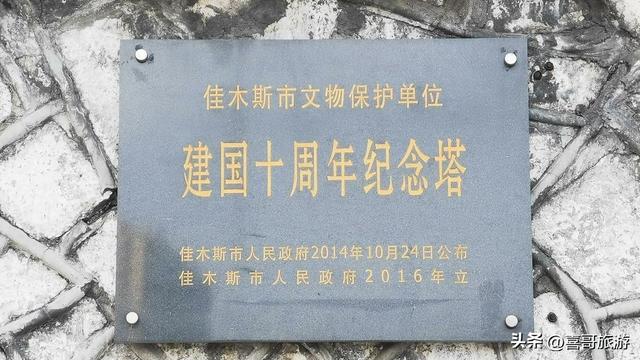 佳木斯市文物保护单位
建国十周年纪念塔
佳木斯市人民政府2014年10月24日公布
佳木斯市人民政府2016年立
头条 @喜哥旅游